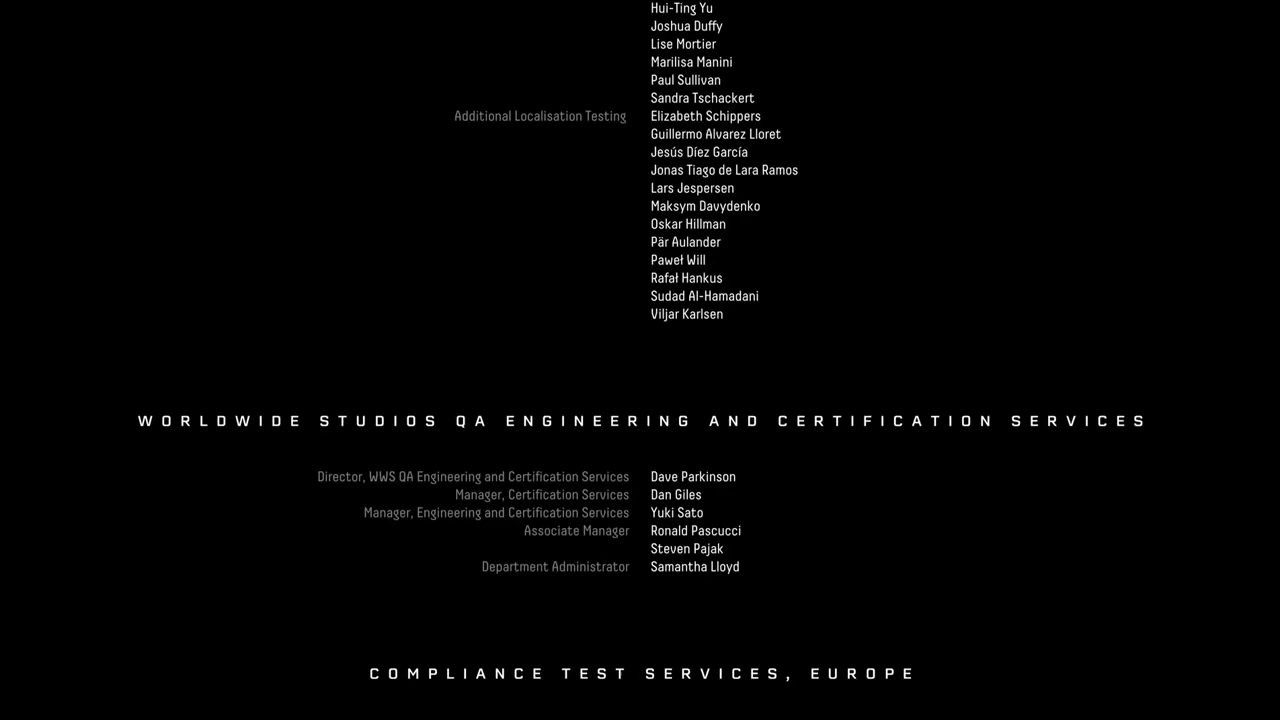 Hui-Ting Yu
Joshua Duffy
Lise Mortier
Marilisa Manini
Paul Sullivan
Sandra Tschackert
Additional Localisation Testing Elizabeth Schippers
Guillermo Alvarez Lloret
Jesús Díez García
Jonas Tiago de Lara Ramos
Lars Jespersen
Maksym Davydenko
Oskar Hillman
Pär Aulander
Paweł Will
Rafał Hankus
Sudad Al-Hamadani
Viljar Karlsen
WORLDWIDE STUDIOS QA ENGINEERING AND CERTIFICATION SERVICES
Director, WWS QA Engineering and Certification Services Dave Parkinson
Manager, Certification Services Dan Giles
Manager, Engineering and Certification Services Yuki Sato
Associate Manager Ronald Pascucci
Steven Pajak
Department Administrator Samantha Lloyd
COMPLIANCE TEST SERVICES, EUROPE